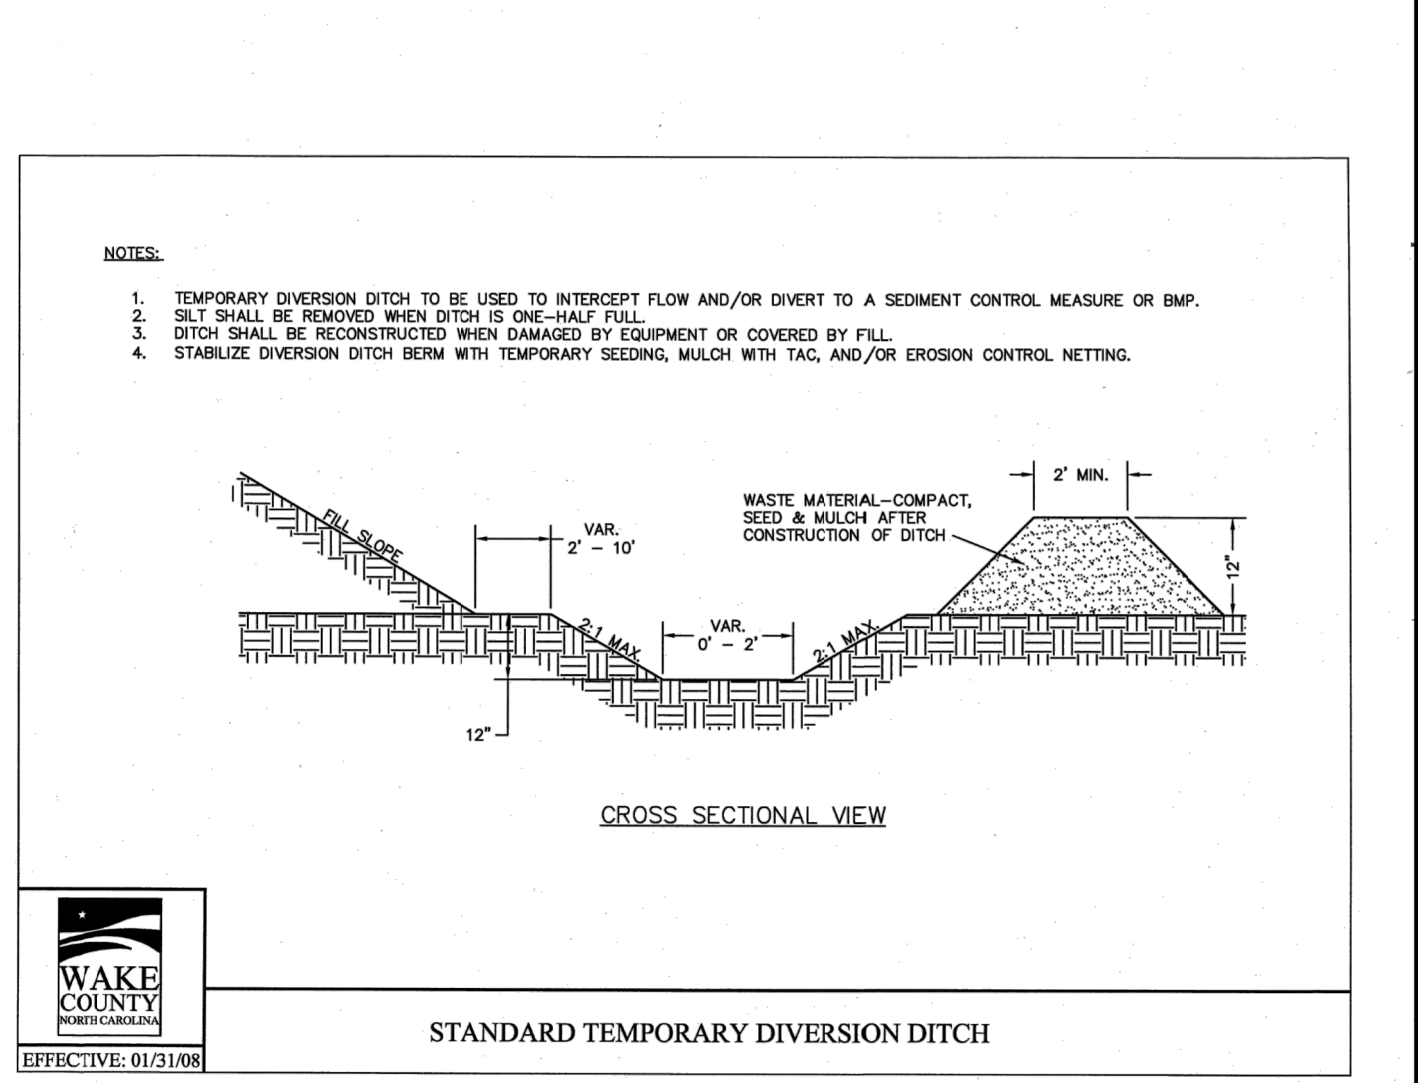 NOTES:
1. TEMPORARY DIVERSION DITCH TO BE USED TO INTERCEPT FLOW AND/OR DIVERT TO A SEDIMENT CONTROL MEASURE OR BMP.
2. SILT SHALL BE REMOVED WHEN DITCH IS ONE-HALF FULL.
3. DITCH SHALL BE RECONSTRUCTED WHEN DAMAGED BY EQUIPMENT OR COVERED BY FILL.
4. STABILIZE DIVERSION DITCH BERM WITH TEMPORARY SEEDING, MULCH WITH TAC, AND/OR EROSION CONTROL NETTING.
FILL SLOPE
VAR.
2' - 10'
WASTE MATERIAL-COMPACT,
SEED & MULCH AFTER
CONSTRUCTION OF DITCH
2' MIN.
12"
2:1 MAX.
VAR.
0' - 2'
2:1 MAX.
12"
CROSS SECTIONAL VIEW
WAKE
COUNTY
NORTH CAROLINA
EFFECTIVE: 01/31/08
STANDARD TEMPORARY DIVERSION DITCH